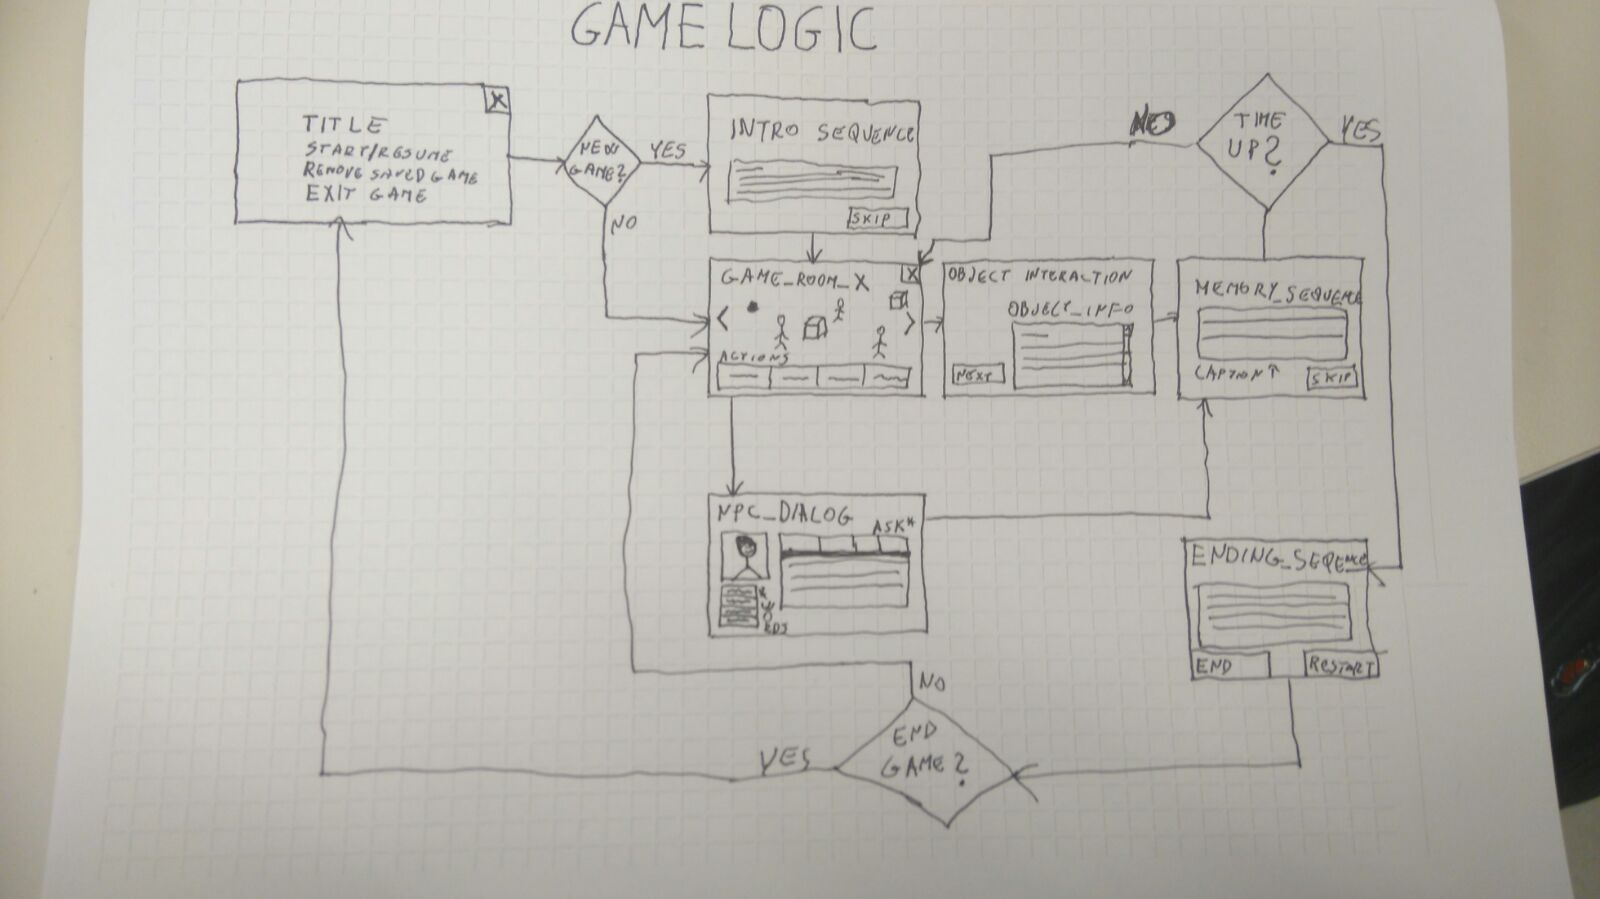 GAME LOGIC
X
TITLE
START/RESUME
REMOVE SAVED GAME
EXIT GAME
NEW
GAME?
YES
NO
INTRO SEQUENCE
SKIP
NO
TIME
UP?
YES
GAME_ROOM_X
X
<
>
ACTIONS
OBJECT INTERACTION
OBJECT_INFO
NEXT
MEMORY_SEQUENCE
CAPTION↑
SKIP
NPC_DIALOG
ASK*
ENDING_SEQENCE
END
RESTART
NO
END
GAME?
YES